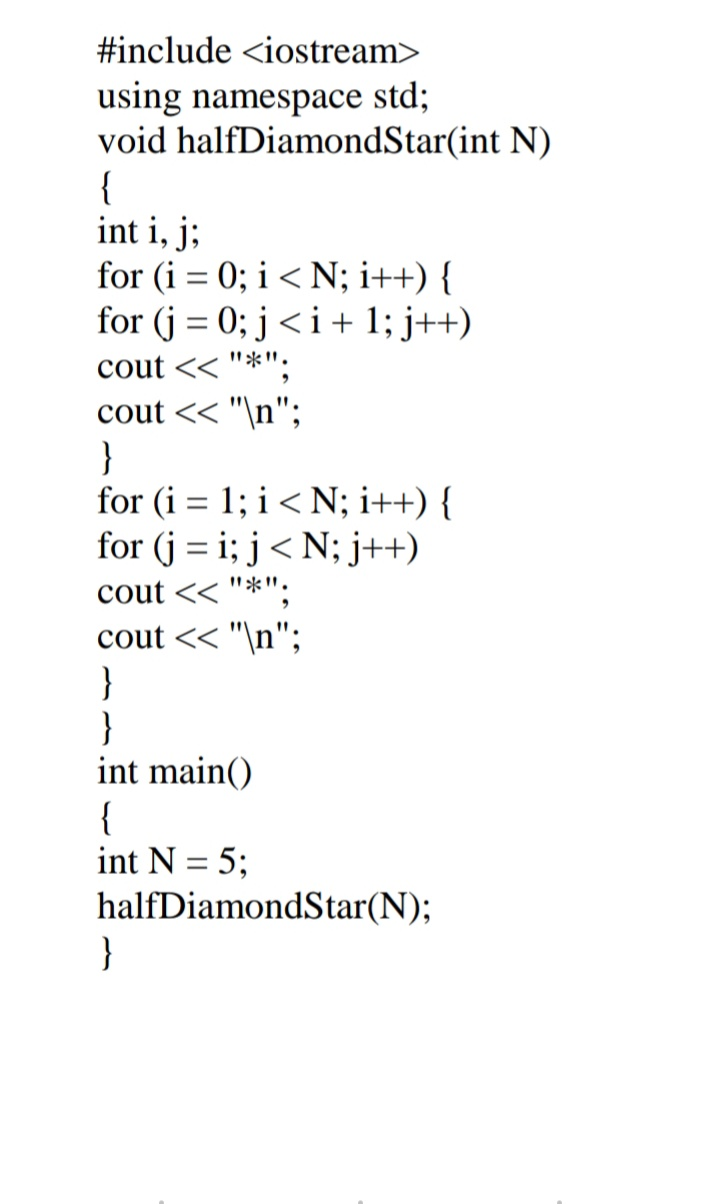 #include <iostream>
using namespace std;
void halfDiamondStar(int N)
{
int i, j;
for (i = 0; i < N; i++) {
for (j = 0; j < i + 1; j++)
cout << "*";
cout << "\n";
}
for (i = 1; i < N; i++) {
for (j = i; j < N; j++)
cout << "*";
cout << "\n";
}
}
int main()
{
int N = 5;
halfDiamondStar(N);
}